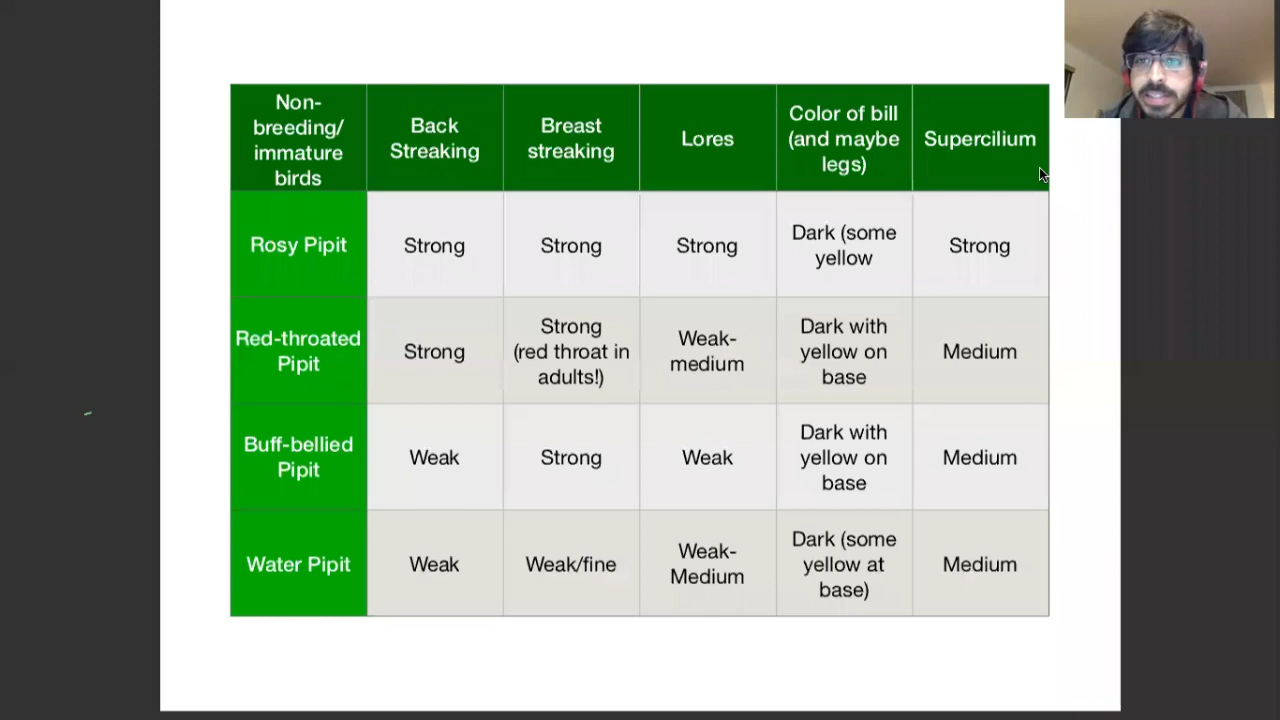 Non-
breeding/
immature
birds
Back
Streaking
Breast
streaking
Lores
Color of bill
(and maybe
legs)
Supercilium
Rosy Pipit
Strong
Strong
Strong
Dark (some
yellow
Strong
Red-throated
Pipit
Strong
Strong
(red throat in
adults!)
Weak-
medium
Dark with
yellow on
base
Medium
Buff-bellied
Pipit
Weak
Strong
Weak
Dark with
yellow on
base
Medium
Water Pipit
Weak
Weak/fine
Weak-
Medium
Dark (some
yellow at
base)
Medium